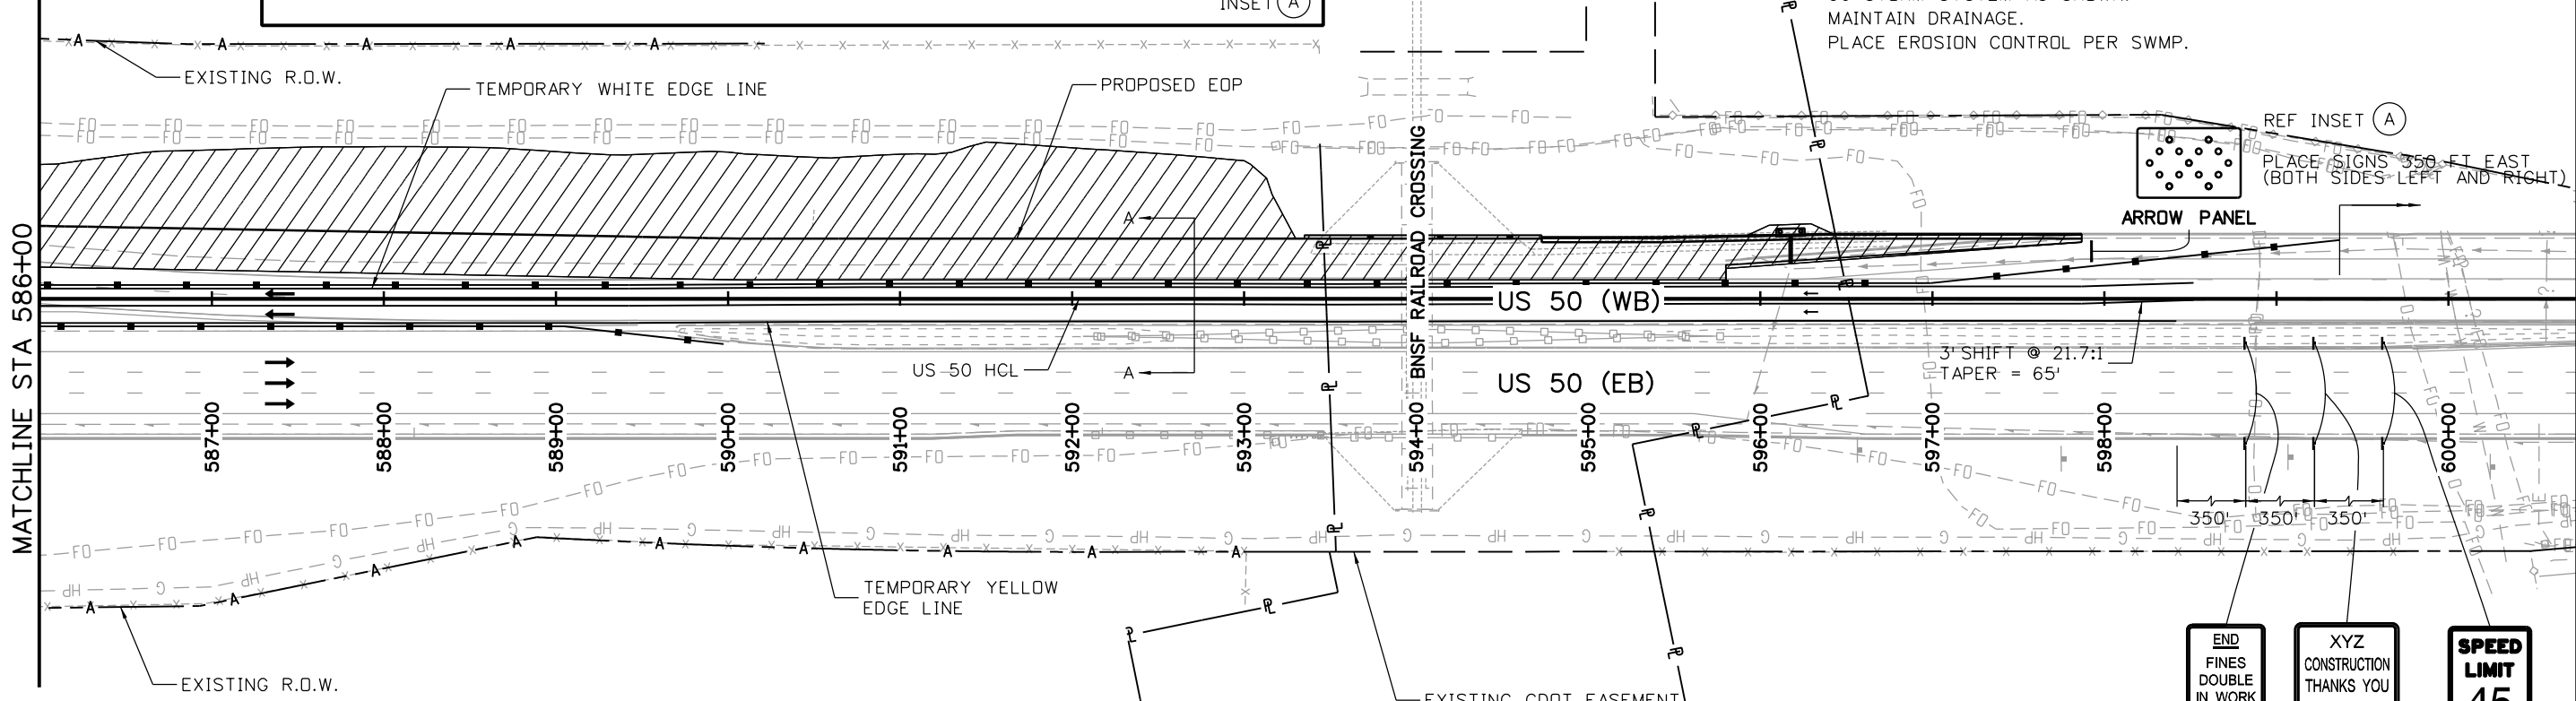 INSET A
MAINTAIN DRAINAGE.
PLACE EROSION CONTROL PER SWMP.
EXISTING R.O.W.
TEMPORARY WHITE EDGE LINE
PROPOSED EOP
REF INSET A
PLACE SIGNS 350 FT EAST
(BOTH SIDES LEFT AND RIGHT)
ARROW PANEL
MATCHLINE STA 586+00
BNSF RAILROAD CROSSING
A
A
US 50 (WB)
US 50 HCL
US 50 (EB)
3' SHIFT @ 21.7:1
TAPER = 65'
587+00
588+00
589+00
590+00
591+00
592+00
593+00
594+00
595+00
596+00
597+00
598+00
600+00
350'
350'
350'
TEMPORARY YELLOW
EDGE LINE
EXISTING R.O.W.
EXISTING CDOT EASEMENT
END
FINES
DOUBLE
IN WORK
XYZ
CONSTRUCTION
THANKS YOU
SPEED
LIMIT
45